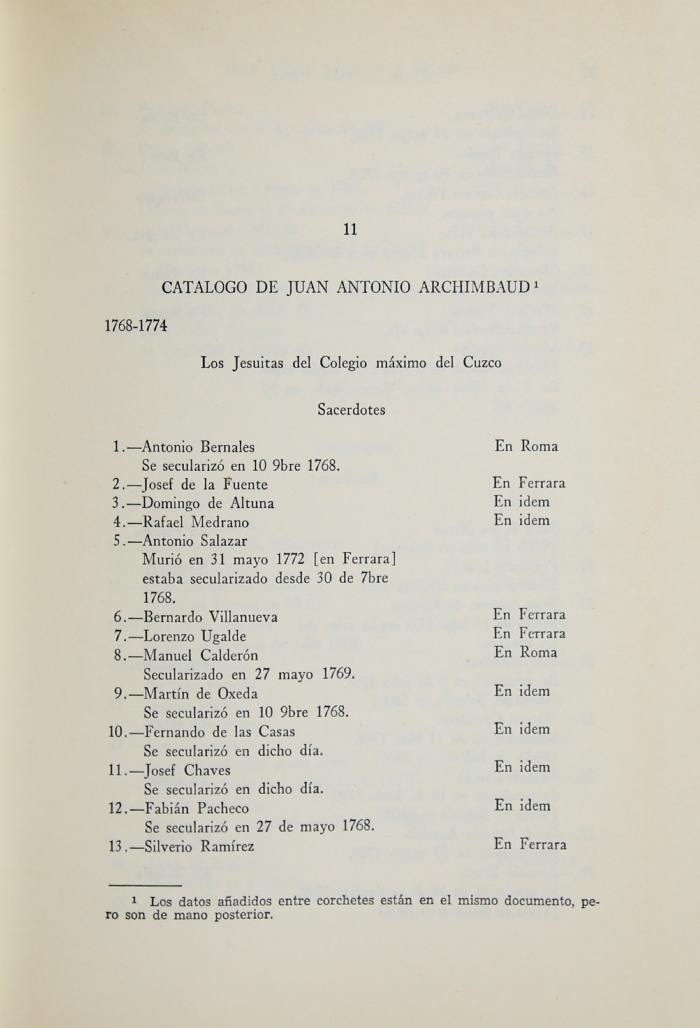 11
CATALOGO DE JUAN ANTONIO ARCHIMBAUD 1
1768-1774
Los Jesuitas del Colegio máximo del Cuzco
Sacerdotes
1.—Antonio Bernales En Roma
Se secularizó en 10 9bre 1768.
2.—Josef de la Fuente En Ferrara
3.—Domingo de Altuna En idem
4.—Rafael Medrano En idem
5.—Antonio Salazar
Murió en 31 mayo 1772 [en Ferrara]
estaba secularizado desde 30 de 7bre
1768.
6.—Bernardo Villanueva En Ferrara
7.—Lorenzo Ugalde En Ferrara
8.—Manuel Calderón En Roma
Secularizado en 27 mayo 1769.
9.—Martín de Oxeda En idem
Se secularizó en 10 9bre 1768.
10.—Fernando de las Casas En idem
Se secularizó en dicho día.
11.—Josef Chaves En idem
Se secularizó en dicho día.
12.—Fabián Pacheco En idem
Se secularizó en 27 de mayo 1768.
13.—Silverio Ramírez En Ferrara
1 Los datos añadidos entre corchetes están en el mismo documento, pe-
ro son de mano posterior.